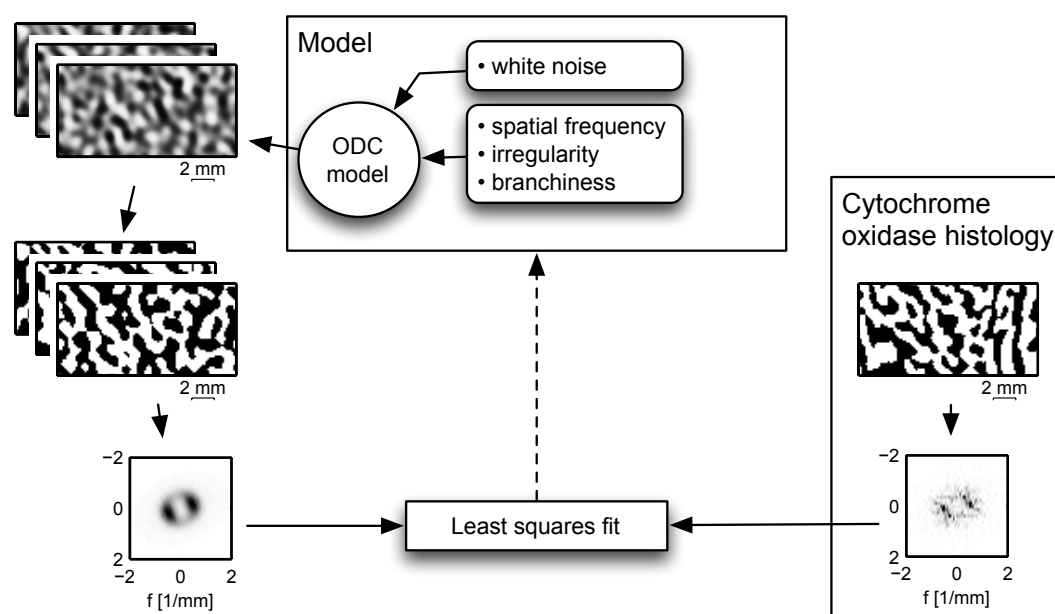 Model
• white noise
ODC
model
• spatial frequency
• irregularity
• branchiness
2 mm
Cytochrome
oxidase histology
2 mm
2 mm
−2
0
2
−2 0 2
f [1/mm]
Least squares fit
−2
0
2
−2 0 2
f [1/mm]